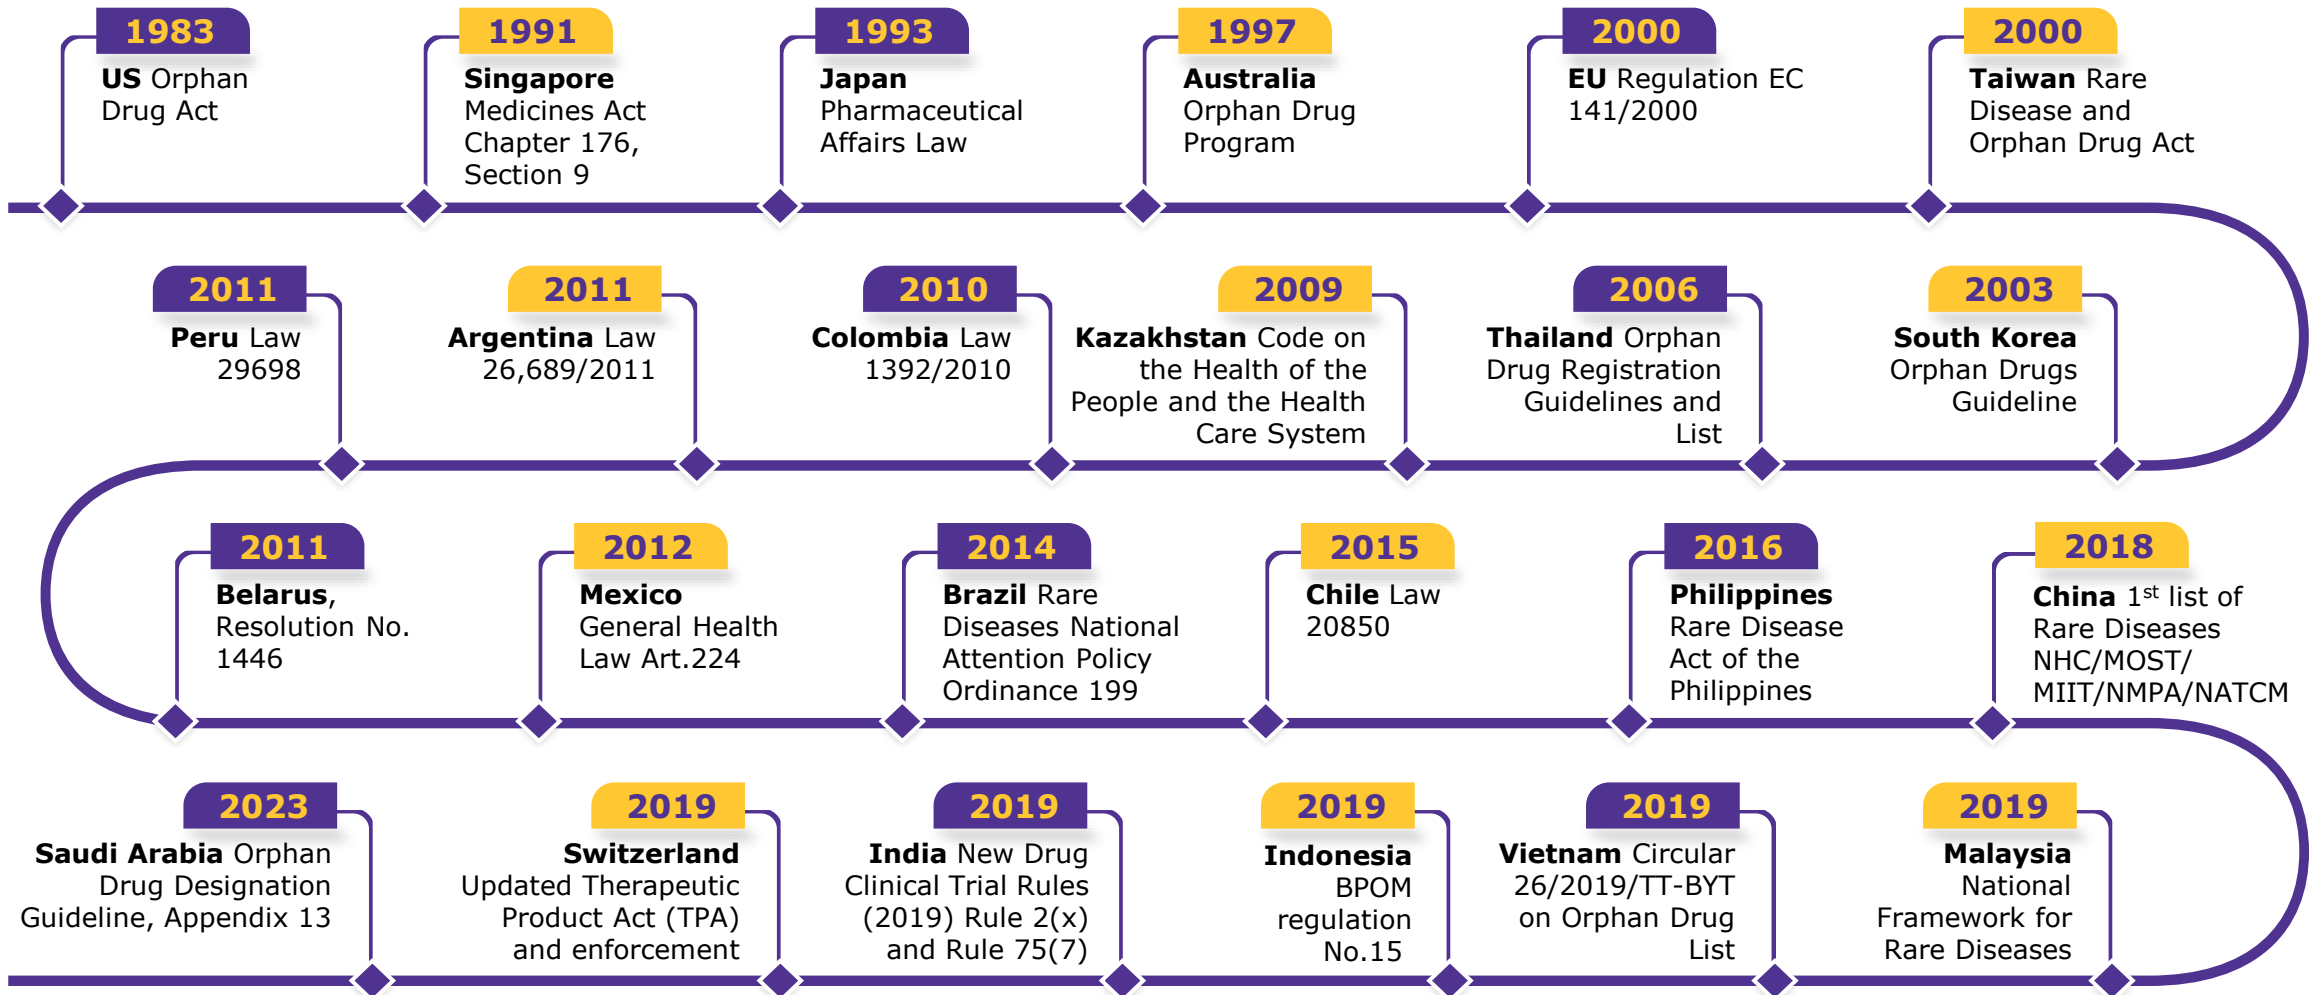 1983
US Orphan
Drug Act
1991
Singapore
Medicines Act
Chapter 176,
Section 9
1993
Japan
Pharmaceutical
Affairs Law
1997
Australia
Orphan Drug
Program
2000
EU Regulation EC
141/2000
2000
Taiwan Rare
Disease and
Orphan Drug Act
2003
South Korea
Orphan Drugs
Guideline
2006
Thailand Orphan
Drug Registration
Guidelines and
List
2009
Kazakhstan Code on
the Health of the
People and the Health
Care System
2010
Colombia Law
1392/2010
2011
Argentina Law
26,689/2011
2011
Peru Law
29698
2011
Belarus,
Resolution No.
1446
2012
Mexico
General Health
Law Art.224
2014
Brazil Rare
Diseases National
Attention Policy
Ordinance 199
2015
Chile Law
20850
2016
Philippines
Rare Disease
Act of the
Philippines
2018
China 1st list of
Rare Diseases
NHC/MOST/
MIIT/NMPA/NATCM
2019
Malaysia
National
Framework for
Rare Diseases
2019
Vietnam Circular
26/2019/TT-BYT
on Orphan Drug
List
2019
Indonesia
BPOM
regulation
No.15
2019
India New Drug
Clinical Trial Rules
(2019) Rule 2(x)
and Rule 75(7)
2019
Switzerland
Updated Therapeutic
Product Act (TPA)
and enforcement
2023
Saudi Arabia Orphan
Drug Designation
Guideline, Appendix 13